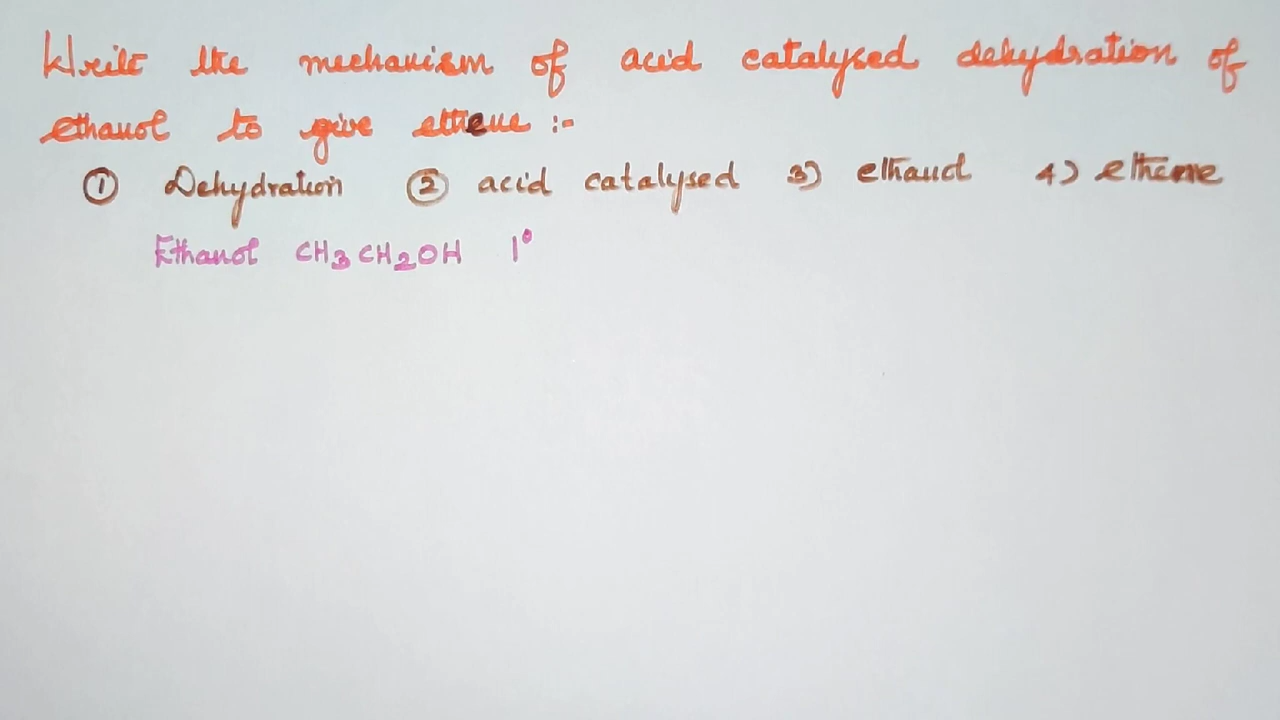 Write the mechanism of acid catalysed dehydration of
ethanol to give ethene :-
① Dehydration ② acid catalysed 3) ethanol 4) ethene
Ethanol CH3CH2OH 1°